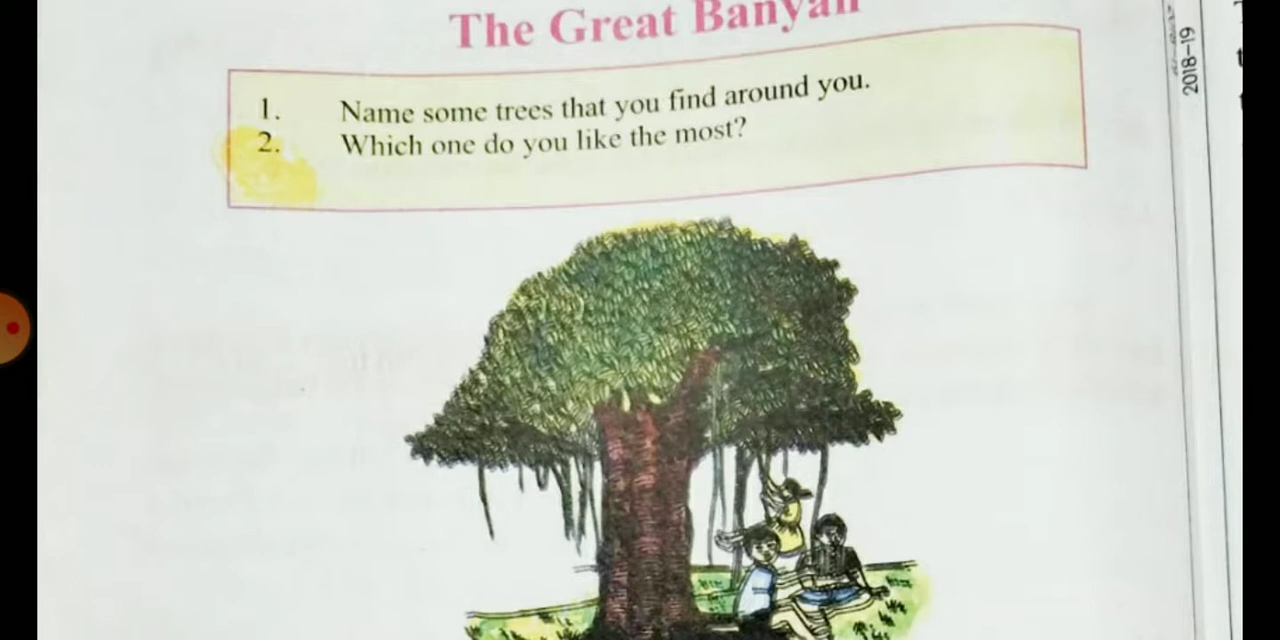 The Great Banyan
1. Name some trees that you find around you.
2. Which one do you like the most?
2018-19